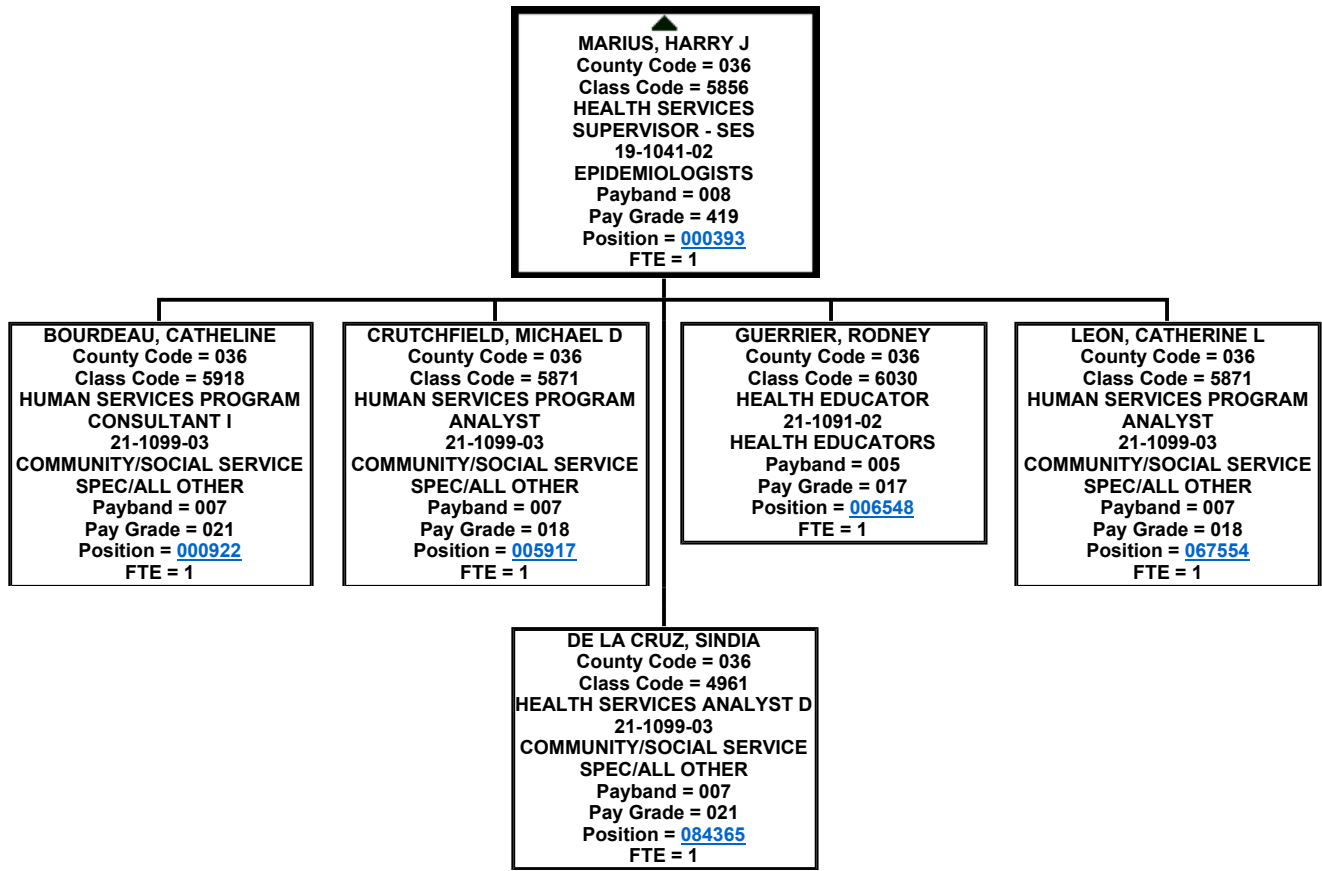 MARIUS, HARRY J
County Code = 036
Class Code = 5856
HEALTH SERVICES
SUPERVISOR - SES
19-1041-02
EPIDEMIOLOGISTS
Payband = 008
Pay Grade = 419
Position = 000393
FTE = 1
BOURDEAU, CATHELINE
County Code = 036
Class Code = 5918
HUMAN SERVICES PROGRAM
CONSULTANT I
21-1099-03
COMMUNITY/SOCIAL SERVICE
SPEC/ALL OTHER
Payband = 007
Pay Grade = 021
Position = 000922
FTE = 1
CRUTCHFIELD, MICHAEL D
County Code = 036
Class Code = 5871
HUMAN SERVICES PROGRAM
ANALYST
21-1099-03
COMMUNITY/SOCIAL SERVICE
SPEC/ALL OTHER
Payband = 007
Pay Grade = 018
Position = 005917
FTE = 1
GUERRIER, RODNEY
County Code = 036
Class Code = 6030
HEALTH EDUCATOR
21-1091-02
HEALTH EDUCATORS
Payband = 005
Pay Grade = 017
Position = 006548
FTE = 1
LEON, CATHERINE L
County Code = 036
Class Code = 5871
HUMAN SERVICES PROGRAM
ANALYST
21-1099-03
COMMUNITY/SOCIAL SERVICE
SPEC/ALL OTHER
Payband = 007
Pay Grade = 018
Position = 067554
FTE = 1
DE LA CRUZ, SINDIA
County Code = 036
Class Code = 4961
HEALTH SERVICES ANALYST D
21-1099-03
COMMUNITY/SOCIAL SERVICE
SPEC/ALL OTHER
Payband = 007
Pay Grade = 021
Position = 084365
FTE = 1